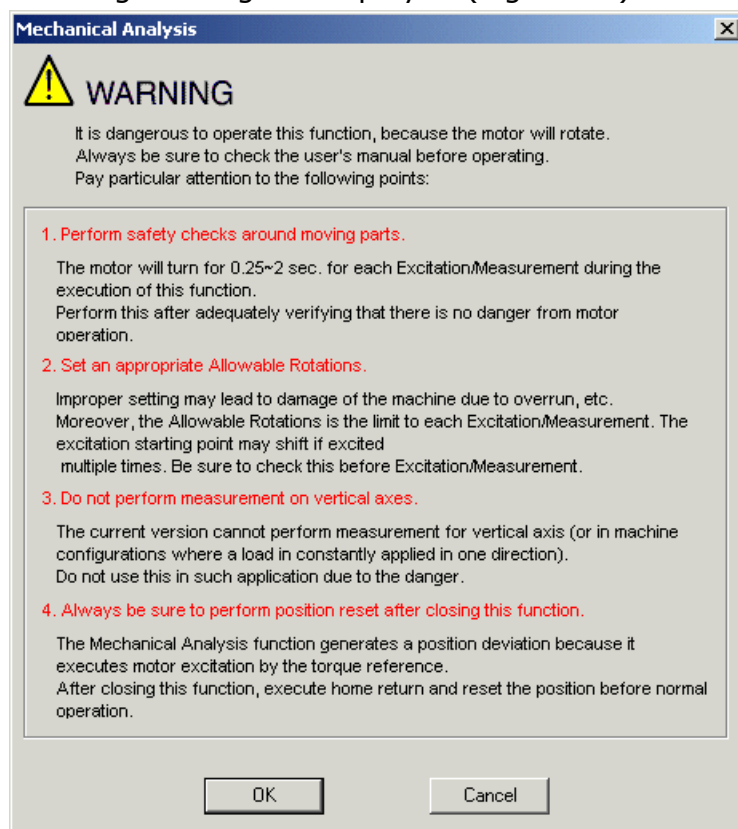 Mechanical Analysis
WARNING
It is dangerous to operate this function, because the motor will rotate.
Always be sure to check the user's manual before operating.
Pay particular attention to the following points:
1. Perform safety checks around moving parts.
The motor will turn for 0.25~2 sec. for each Excitation/Measurement during the
execution of this function.
Perform this after adequately verifying that there is no danger from motor
operation.
2. Set an appropriate Allowable Rotations.
Improper setting may lead to damage of the machine due to overrun, etc.
Moreover, the Allowable Rotations is the limit to each Excitation/Measurement. The
excitation starting point may shift if excited
multiple times. Be sure to check this before Excitation/Measurement.
3. Do not perform measurement on vertical axes.
The current version cannot perform measurement for vertical axis (or in machine
configurations where a load in constantly applied in one direction).
Do not use this in such application due to the danger.
4. Always be sure to perform position reset after closing this function.
The Mechanical Analysis function generates a position deviation because it
executes motor excitation by the torque reference.
After closing this function, execute home return and reset the position before normal
operation.
OK
Cancel